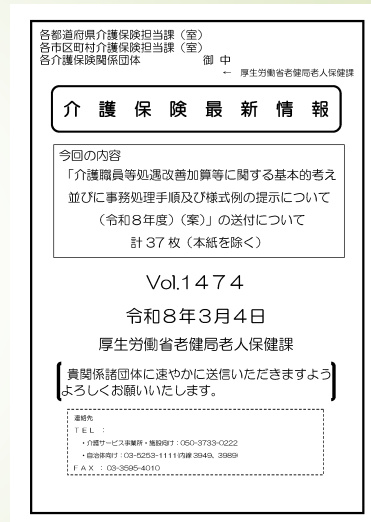 各都道府県介護保険担当課（室）
各市区町村介護保険担当課（室）
各介護保険関係団体　　　　御 中
← 厚生労働省老健局老人保健課
介 護 保 険 最 新 情 報
今回の内容
「介護職員等処遇改善加算等に関する基本的考え
並びに事務処理手順及び様式例の提示について
（令和８年度）（案）」の送付について
計37枚（本紙を除く）
Vol.1474
令和８年３月４日
厚生労働省老健局老人保健課
貴関係諸団体に速やかに送信いただきますよう
よろしくお願いいたします。
連絡先
ＴＥＬ　：
・介護サービス事業所・施設向け：050-3733-0222
・自治体向け：03-5253-1111(内線 3949、3989)
ＦＡＸ　：03-3595-4010